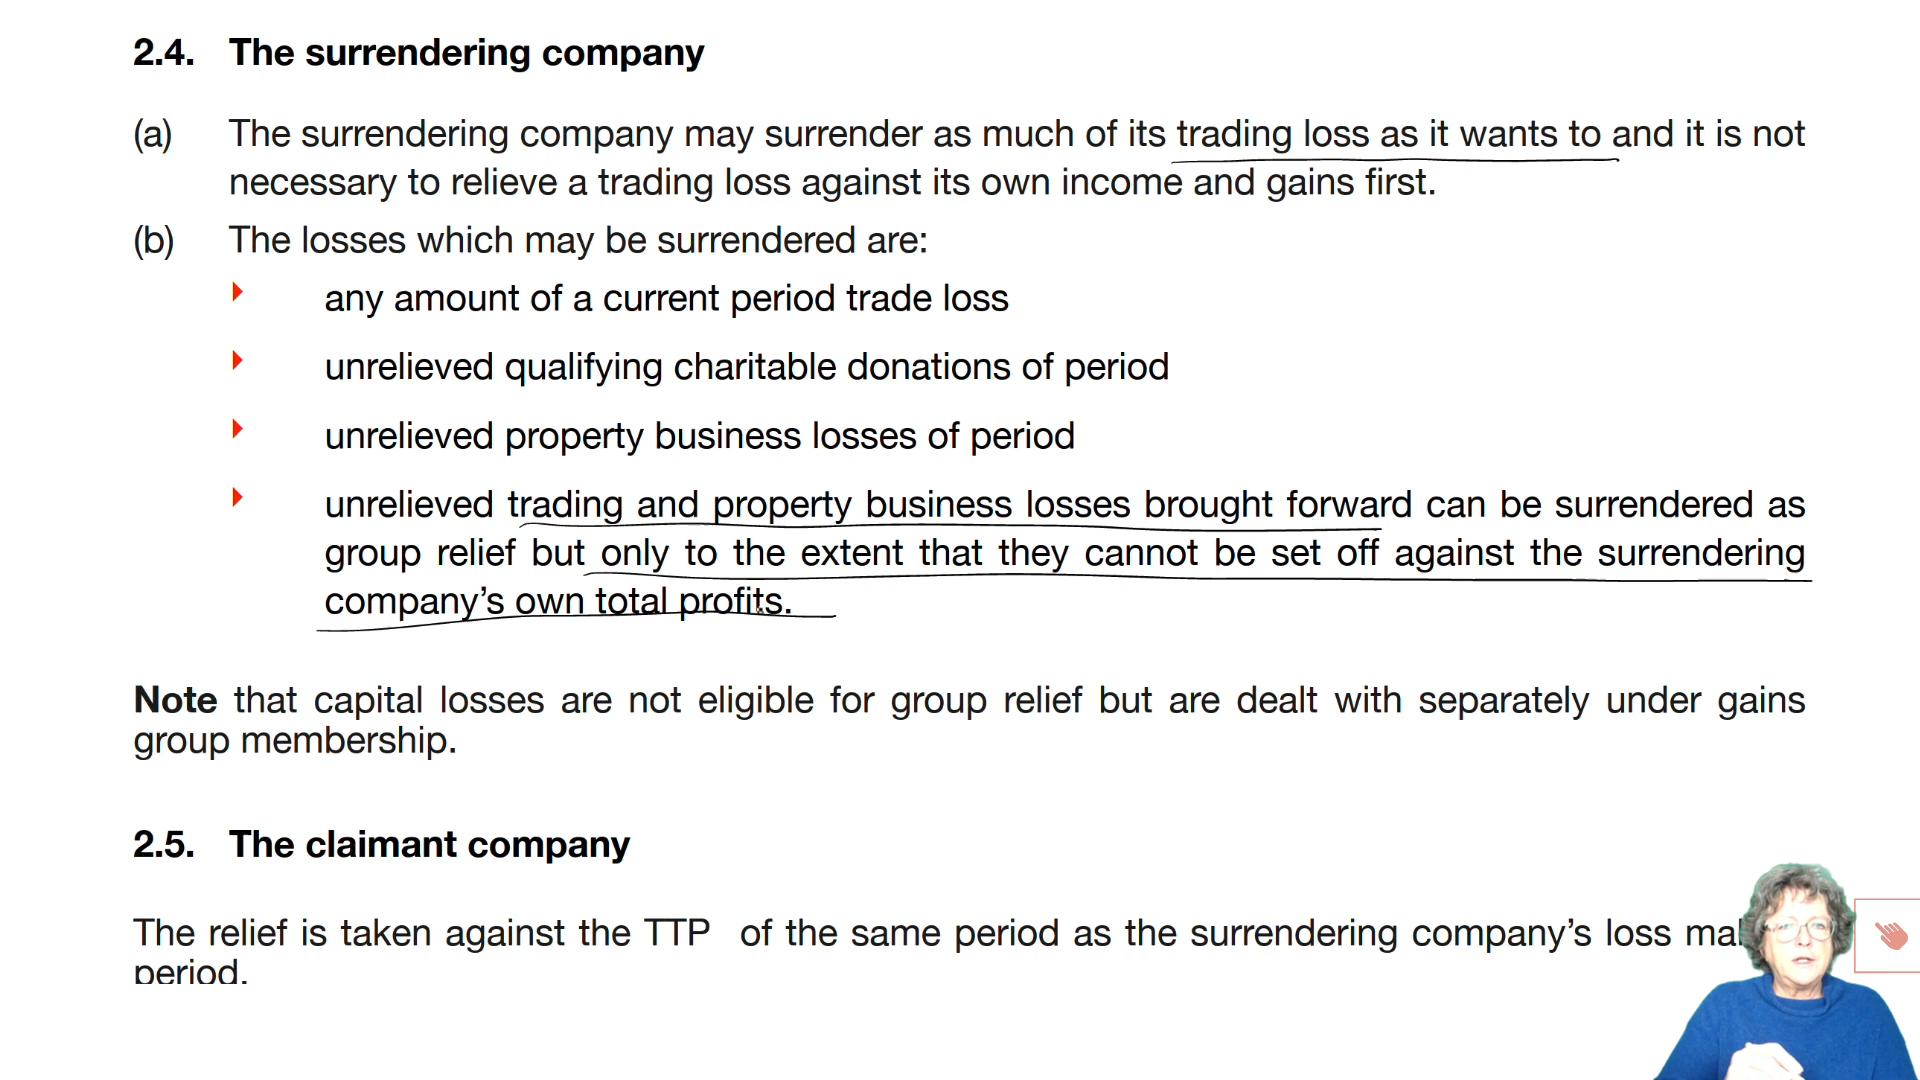 2.4. The surrendering company
(a) The surrendering company may surrender as much of its trading loss as it wants to and it is not
necessary to relieve a trading loss against its own income and gains first.
(b) The losses which may be surrendered are:
any amount of a current period trade loss
unrelieved qualifying charitable donations of period
unrelieved property business losses of period
unrelieved trading and property business losses brought forward can be surrendered as
group relief but only to the extent that they cannot be set off against the surrendering
company’s own total profits.
Note that capital losses are not eligible for group relief but are dealt with separately under gains
group membership.
2.5. The claimant company
The relief is taken against the TTP of the same period as the surrendering company’s loss
period.